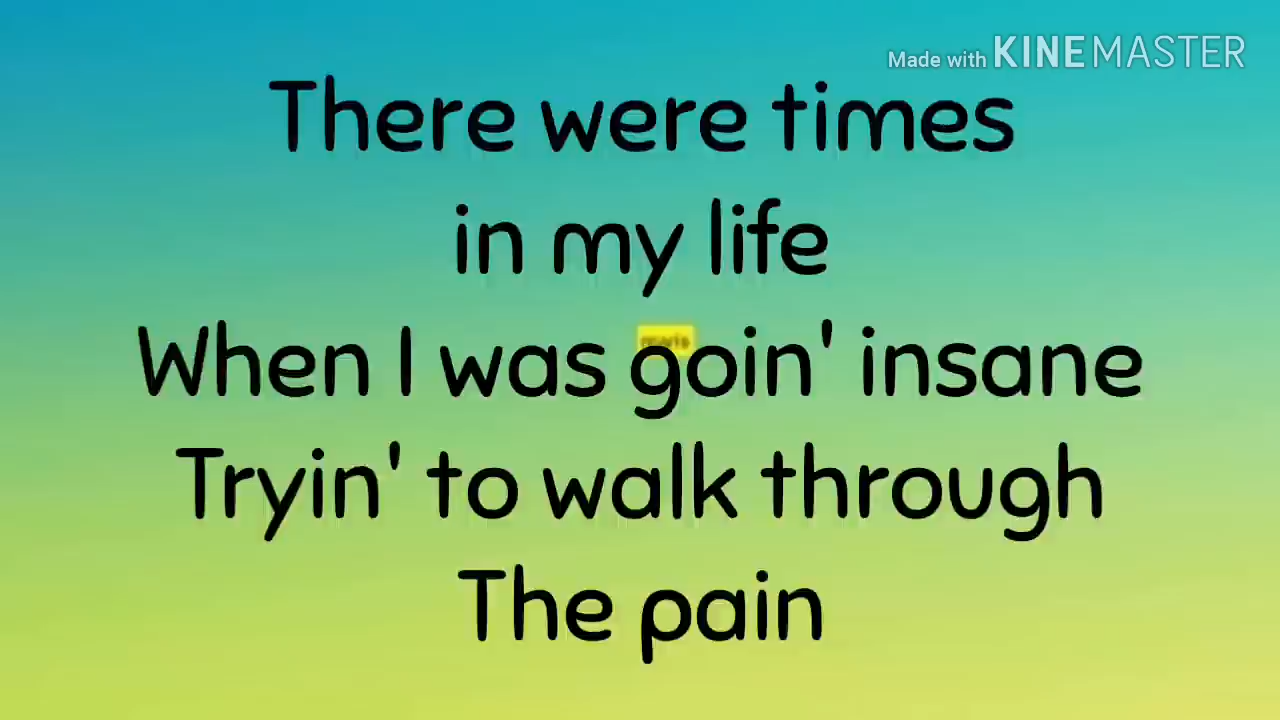 Made with KINEMASTER
There were times
in my life
When I was goin' insane
Tryin' to walk through
The pain